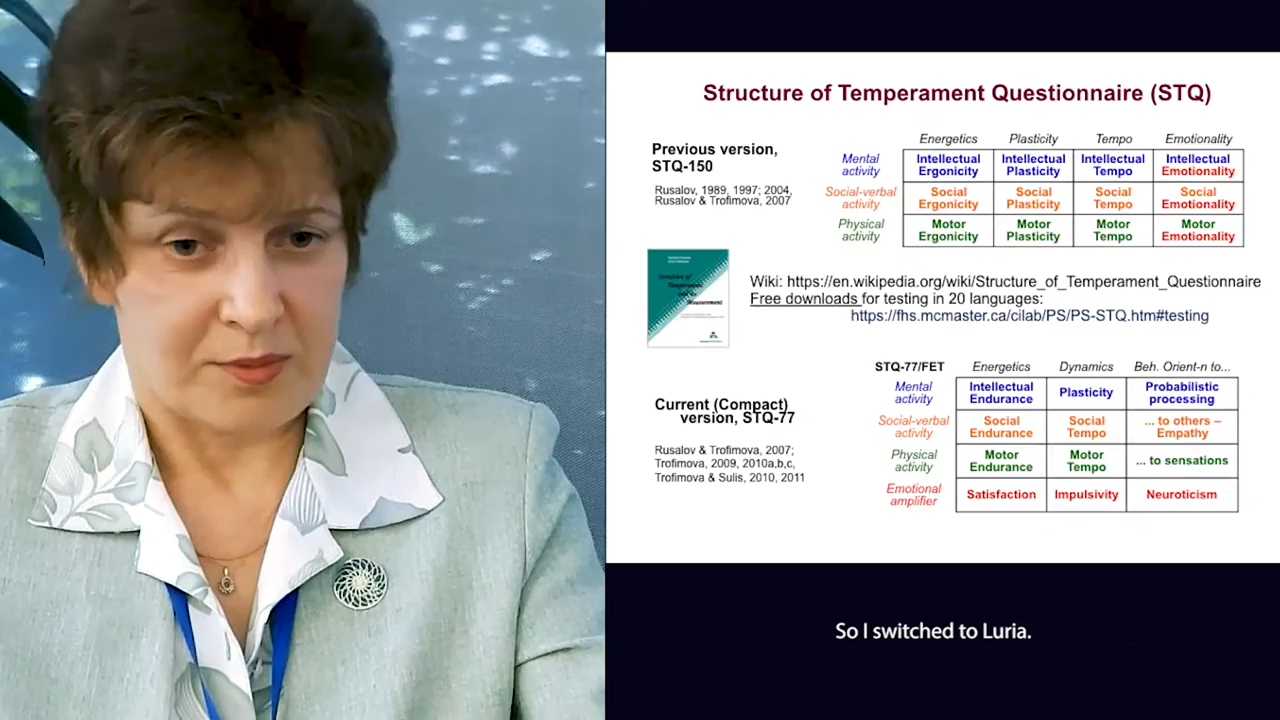 Structure of Temperament Questionnaire (STQ)
Previous version,
STQ-150
Rusalov, 1989, 1997; 2004,
Rusalov & Trofimova, 2007
Energetics Plasticity Tempo Emotionality
Mental activity Intellectual Ergonicity Intellectual Plasticity Intellectual Tempo Intellectual Emotionality
Social-verbal activity Social Ergonicity Social Plasticity Social Tempo Social Emotionality
Physical activity Motor Ergonicity Motor Plasticity Motor Tempo Motor Emotionality
Structure of
Temperament
and its
Measurement
Wiki: https://en.wikipedia.org/wiki/Structure_of_Temperament_Questionnaire
Free downloads for testing in 20 languages:
https://fhs.mcmaster.ca/cilab/PS/PS-STQ.htm#testing
Current (Compact)
version, STQ-77
Rusalov & Trofimova, 2007;
Trofimova, 2009, 2010a,b,c,
Trofimova & Sulis, 2010, 2011
STQ-77/FET Energetics Dynamics Beh. Orient-n to...
Mental activity Intellectual Endurance Plasticity Probabilistic processing
Social-verbal activity Social Endurance Social Tempo ... to others – Empathy
Physical activity Motor Endurance Motor Tempo ... to sensations
Emotional amplifier Satisfaction Impulsivity Neuroticism
So I switched to Luria.